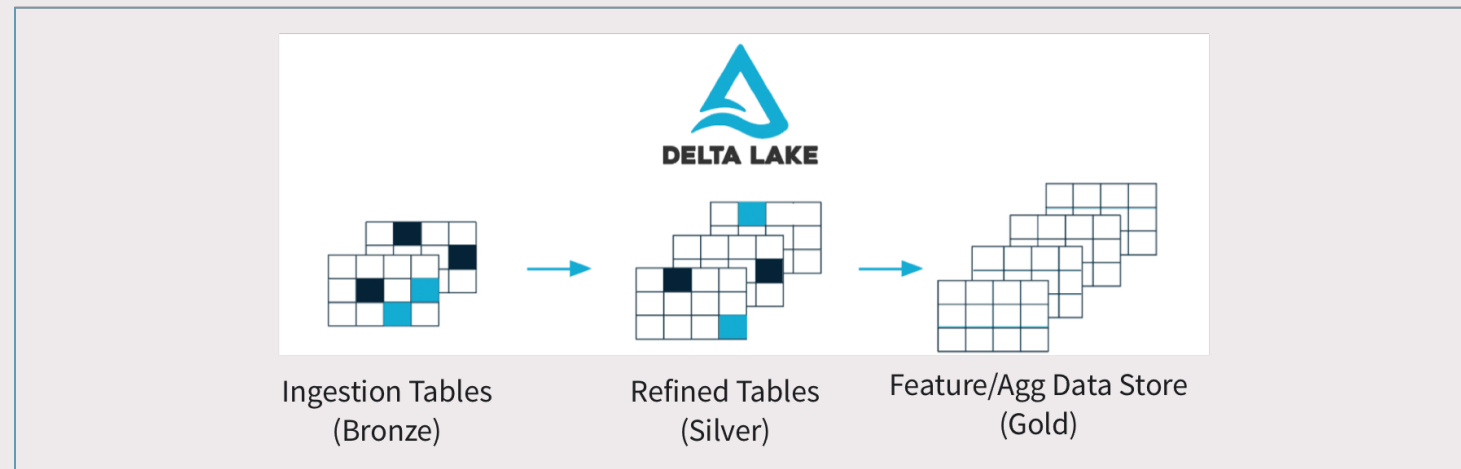 DELTA LAKE
Ingestion Tables
(Bronze)
Refined Tables
(Silver)
Feature/Agg Data Store
(Gold)